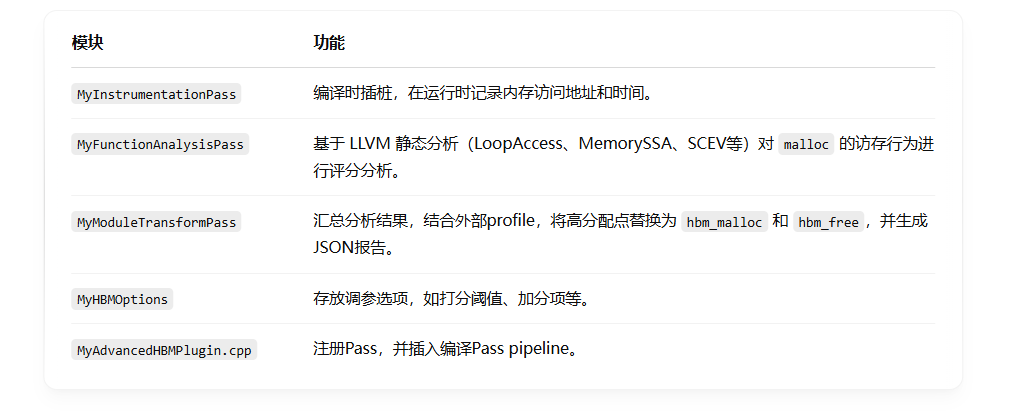 模块 功能
MyInstrumentationPass 编译时插桩，在运行时记录内存访问地址和时间。
MyFunctionAnalysisPass 基于 LLVM 静态分析（LoopAccess、MemorySSA、SCEV等）对 malloc 的访存行为进
行评分分析。
MyModuleTransformPass 汇总分析结果，结合外部profile，将高分配点替换为 hbm_malloc 和 hbm_free，并生成
JSON报告。
MyHBMOptions 存放调参选项，如打分阈值、加分项等。
MyAdvancedHBMPlugin.cpp 注册Pass，并插入编译Pass pipeline。